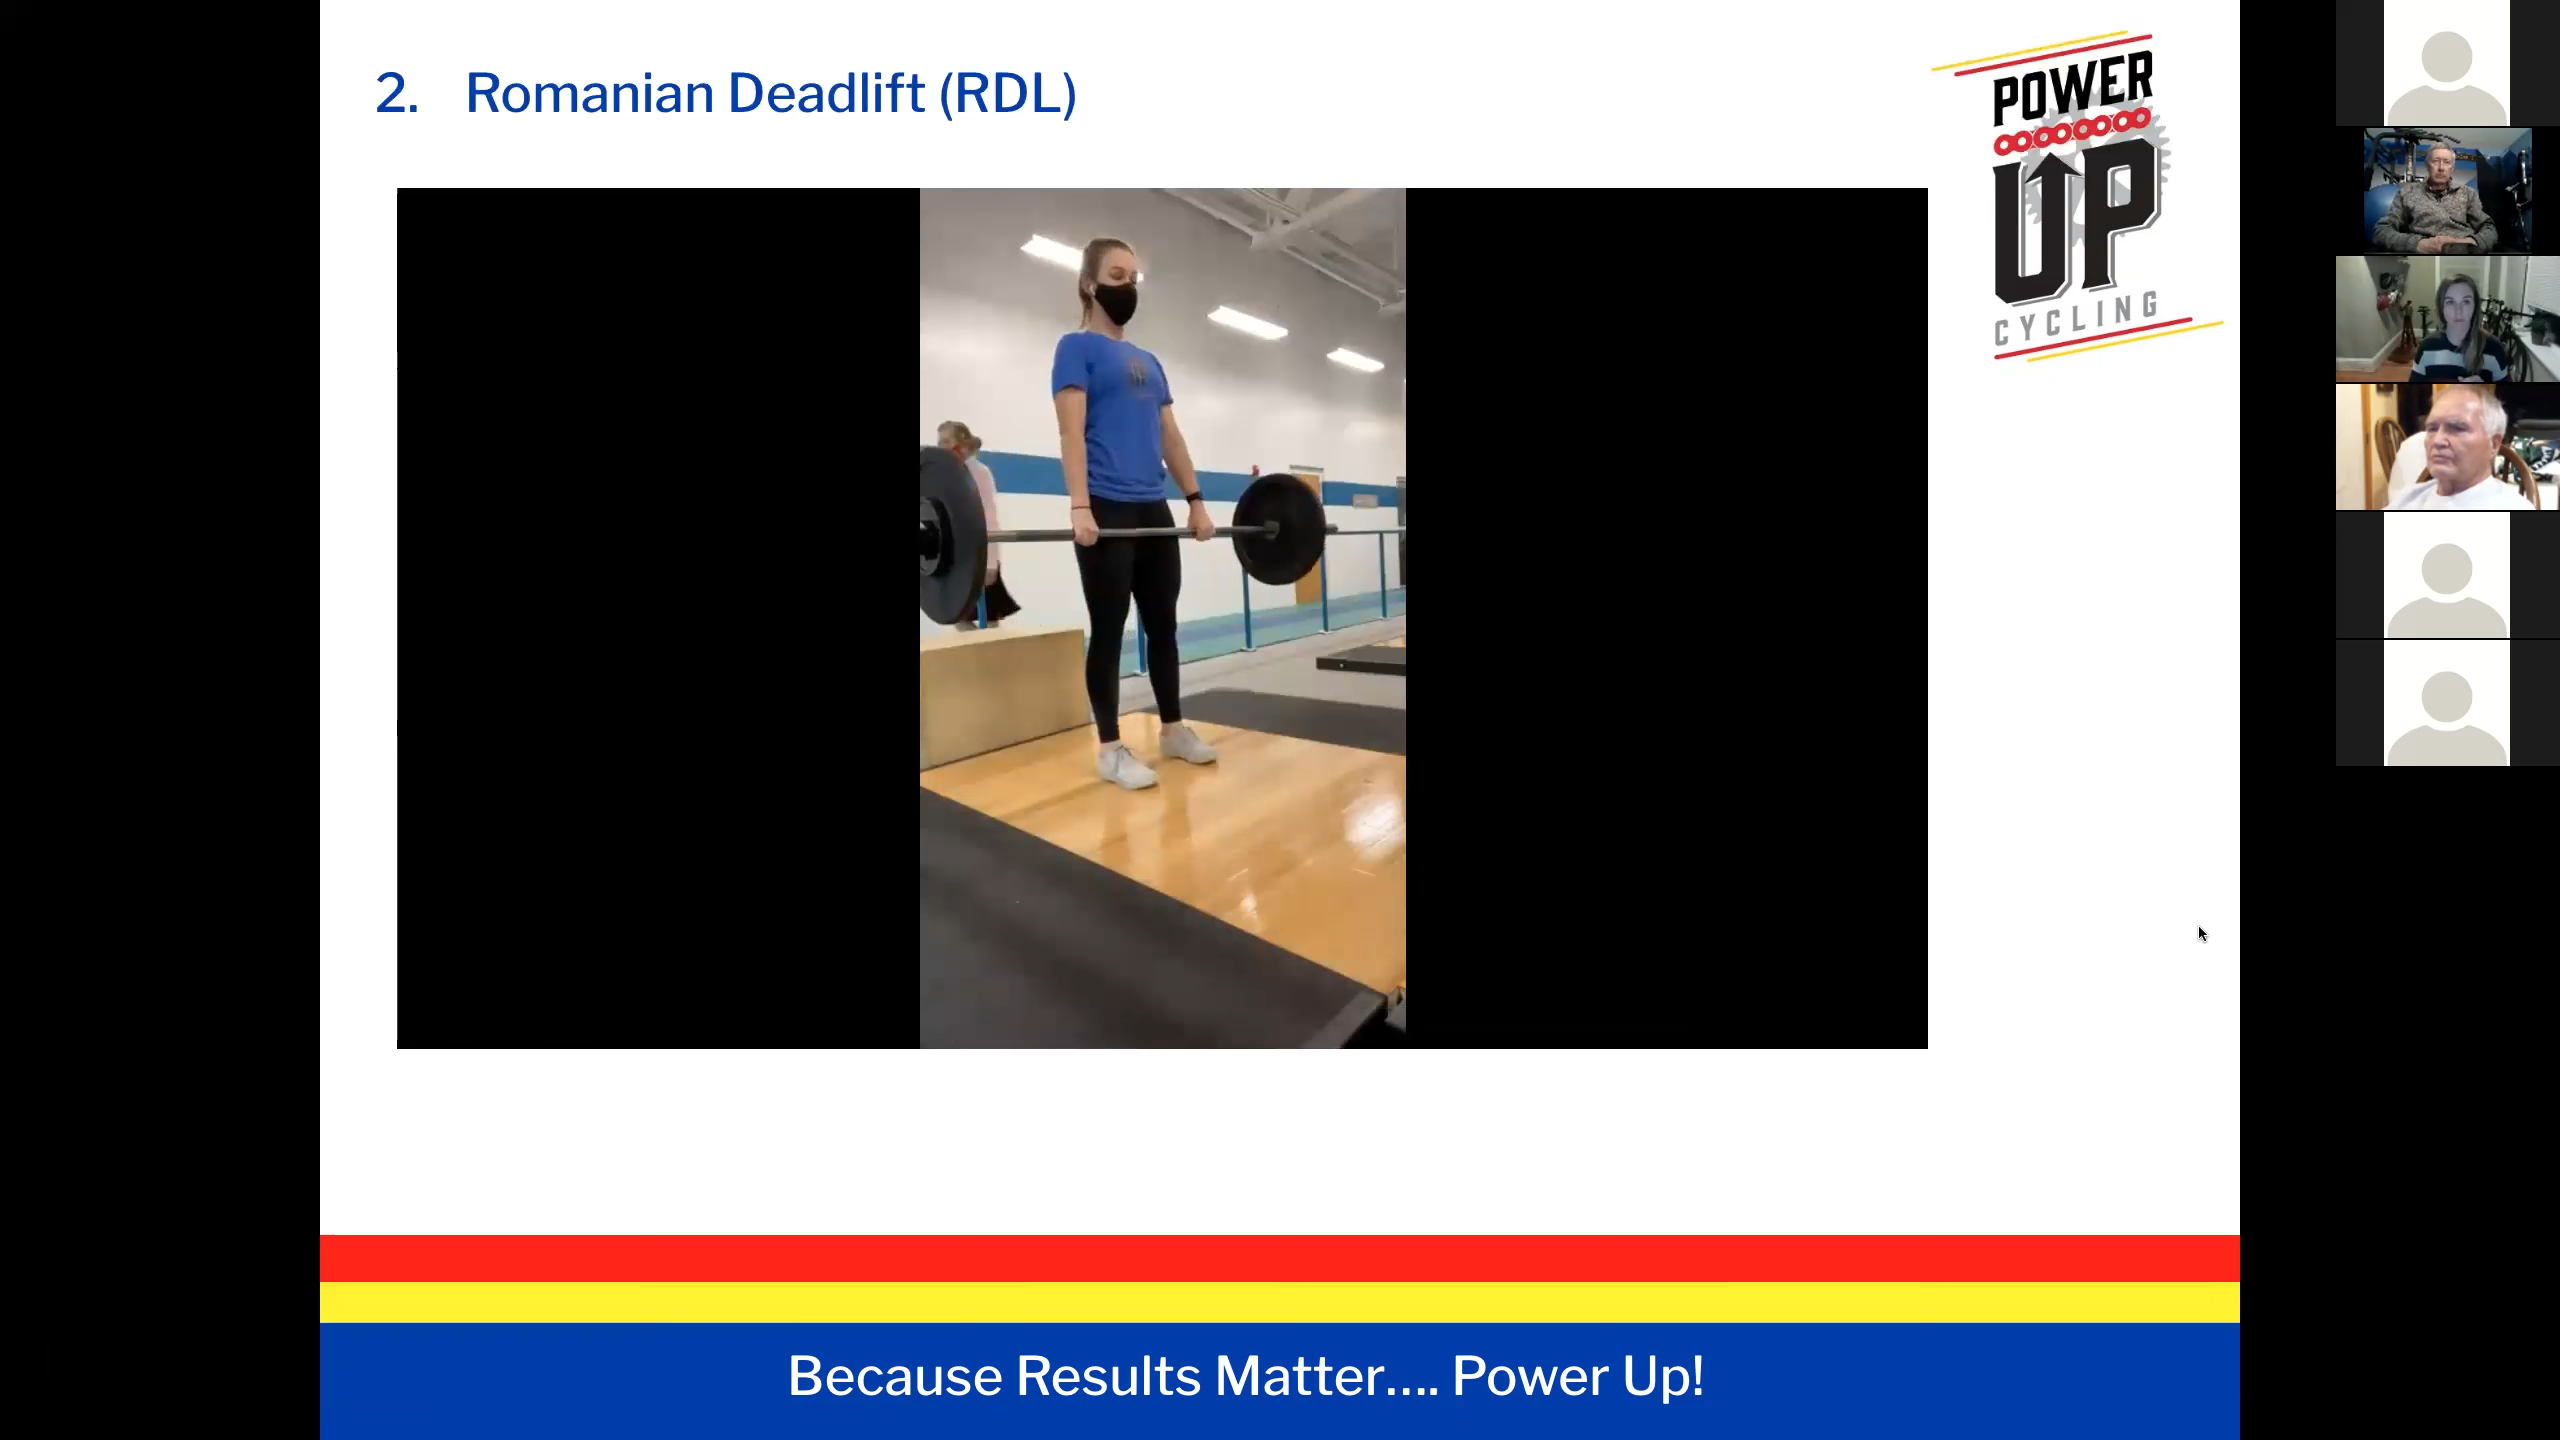 2. Romanian Deadlift (RDL)
POWER
UP
CYCLING
Because Results Matter.... Power Up!